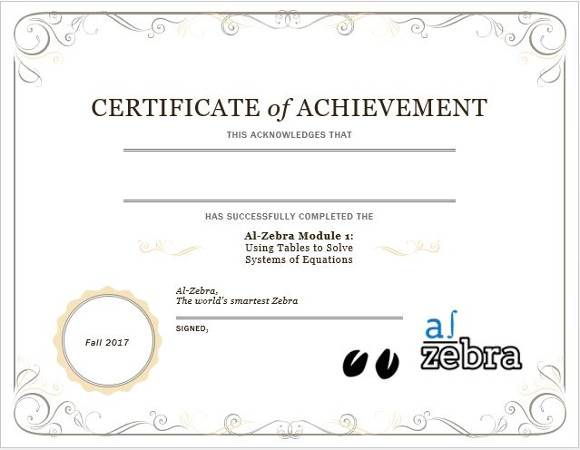 CERTIFICATE of ACHIEVEMENT
THIS ACKNOWLEDGES THAT
HAS SUCCESSFULLY COMPLETED THE
Al-Zebra Module 1:
Using Tables to Solve
Systems of Equations
Al-Zebra,
The world's smartest Zebra
SIGNED,
Fall 2017
al
zebra